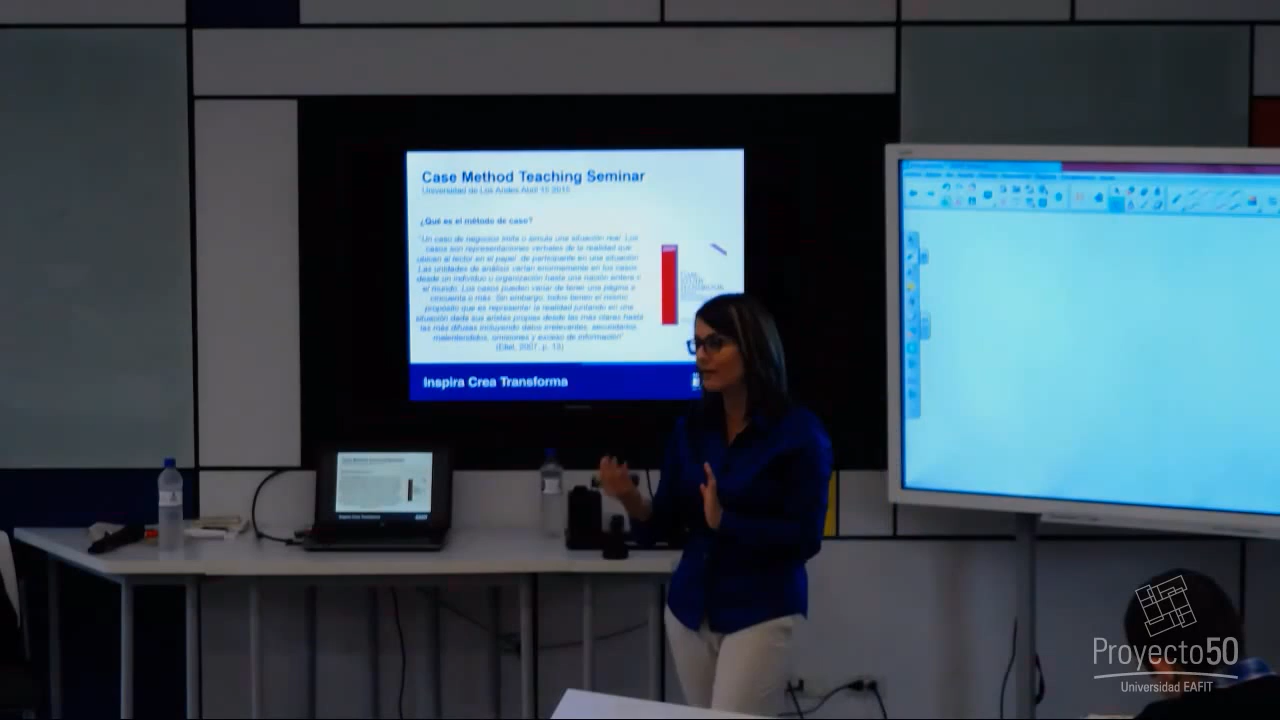 Case Method Teaching Seminar
Universidad de Los Andes Abril 15 2015
¿Qué es el método de caso?
"Un caso de negocios imita o simula una situación real. Los
casos son representaciones verbales de la realidad que
ubican al lector en el papel de participante en una situación
Las unidades de análisis varían enormemente en los casos
desde un individuo u organización hasta una nación entera o
el mundo. Los casos pueden variar de tener una página a
cincuenta o más. Sin embargo, todos tienen el mismo
propósito que es representar la realidad juntando en una
situación dada sus aristas propias desde las más claras hasta
las más difusas incluyendo datos irrelevantes, secundarios,
malentendidos, omisiones y exceso de información"
(Ellet, 2007, p. 13)
Inspira Crea Transforma
Proyecto50
Universidad EAFIT